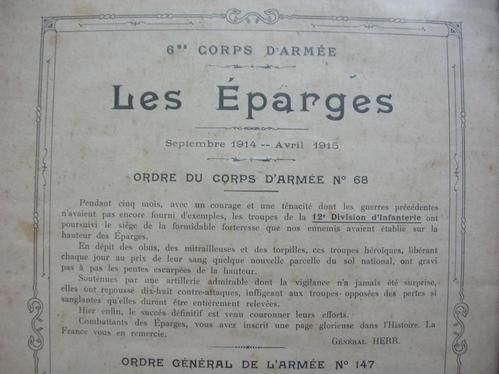 6me CORPS D'ARMÉE
Les Éparges
Septembre 1914 -- Avril 1915
ORDRE DU CORPS D'ARMÉE No 68
Pendant cinq mois, avec un courage et une ténacité dont les guerres précédentes
n'avaient pas encore fourni d'exemples, les troupes de la 12e Division d'Infanterie ont
poursuivi le siège de la formidable forteresse que nos ennemis avaient établie sur la
hauteur des Éparges.
En dépit des obus, des mitrailleuses et des torpilles, ces troupes héroïques, libérant
chaque jour au prix de leur sang quelque nouvelle parcelle du sol national, ont gravi
pas à pas les pentes escarpées de la hauteur.
Soutenues par une artillerie admirable dont la vigilance n'a jamais été surprise,
elles ont repoussé dix-huit contre-attaques, infligeant aux troupes opposées des pertes si
sanglantes qu'elles durent être entièrement relevées.
Hier enfin, le succès définitif est venu couronner leurs efforts.
Combattants des Éparges, vous avez inscrit une page glorieuse dans l'Histoire. La
France vous en remercie.
GÉNÉRAL HERR.
ORDRE GÉNÉRAL DE L'ARMÉE No 147